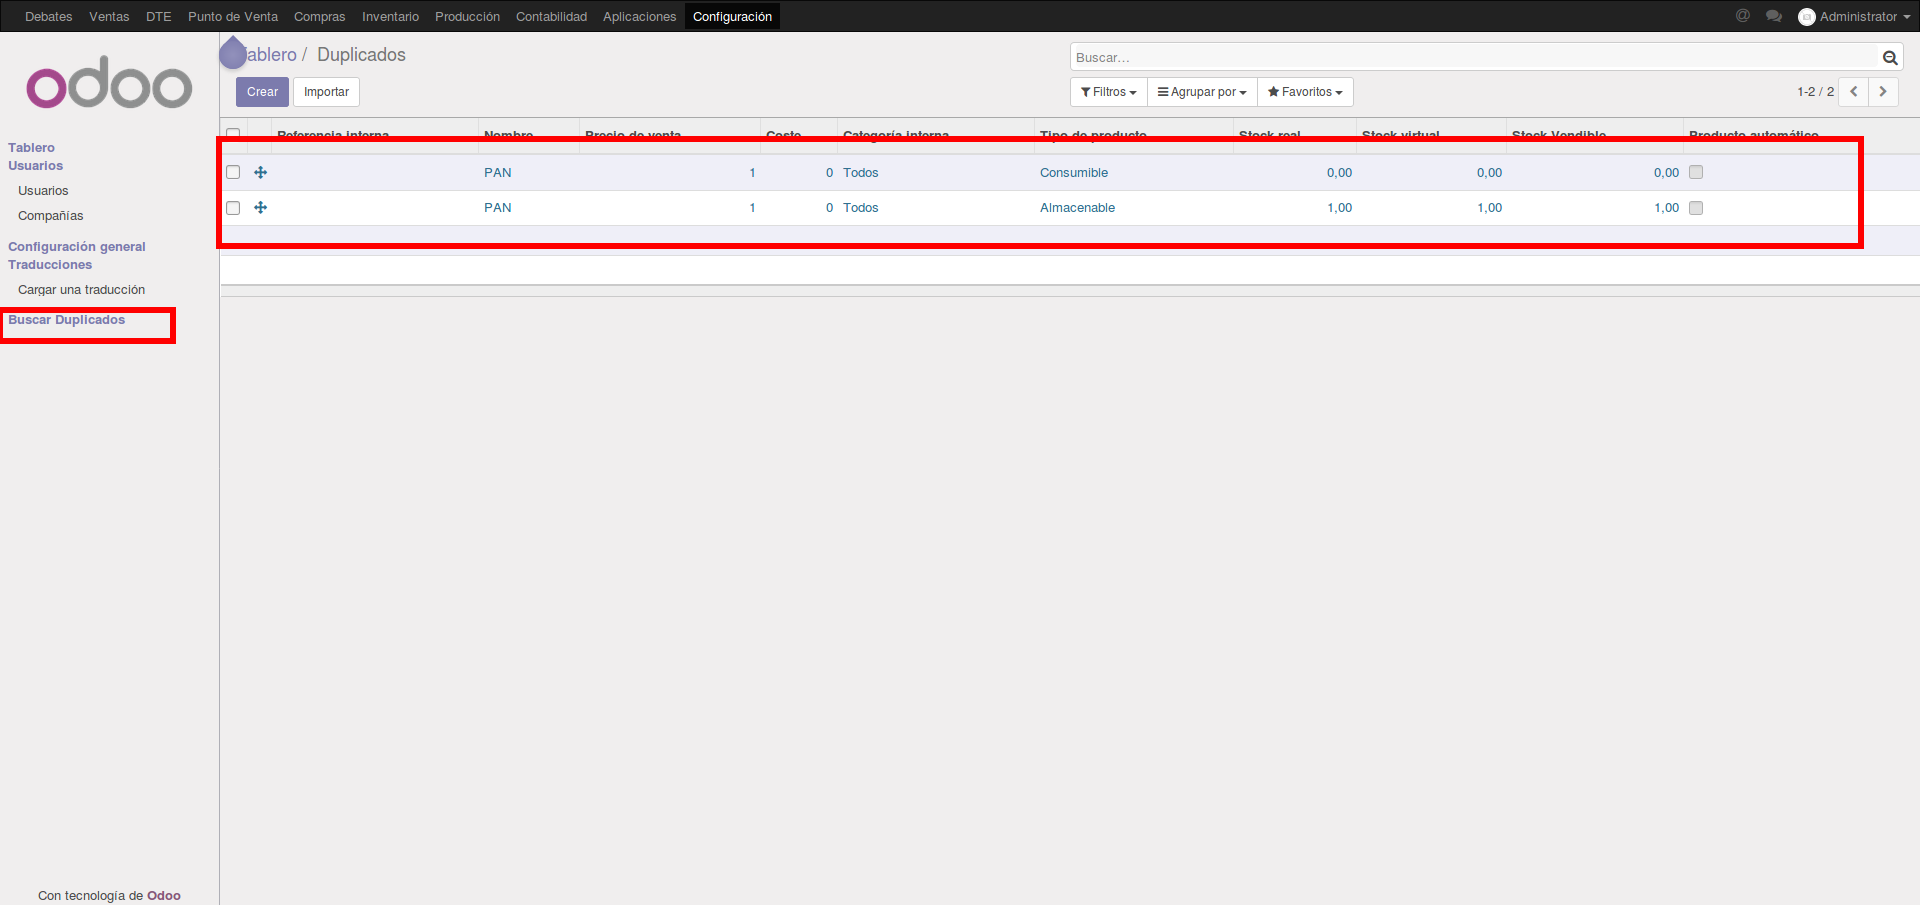 Debates Ventas DTE Punto de Venta Compras Inventario Producción Contabilidad Aplicaciones Configuración @ Administrator
odoo
Tablero
Usuarios
Usuarios
Compañías
Configuración general
Traducciones
Cargar una traducción
Buscar Duplicados
Con tecnología de Odoo
ablero / Duplicados
Buscar...
Crear Importar
Filtros Agrupar por Favoritos 1-2 / 2
Referencia interna Nombre Precio de venta Costo Categoría interna Tipo de producto Stock real Stock virtual Stock Vendible Producto automático
PAN 1 0 Todos Consumible 0,00 0,00 0,00
PAN 1 0 Todos Almacenable 1,00 1,00 1,00